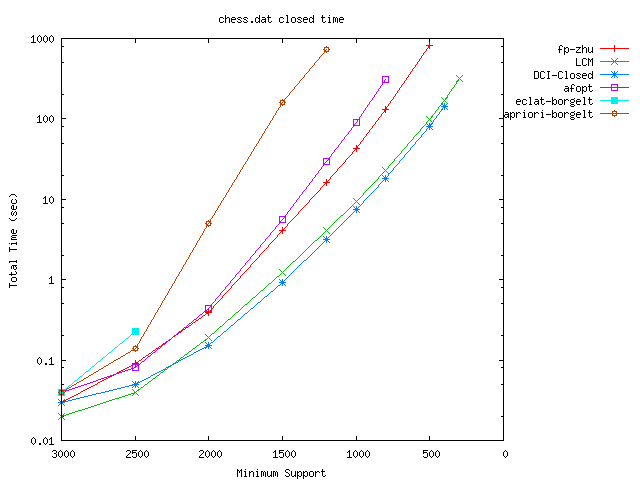 chess.dat closed time
1000
100
10
1
0.1
0.01
Total Time (sec)
3000 2500 2000 1500 1000 500 0
Minimum Support
fp-zhu
LCM
DCI-Closed
afopt
eclat-borgelt
apriori-borgelt